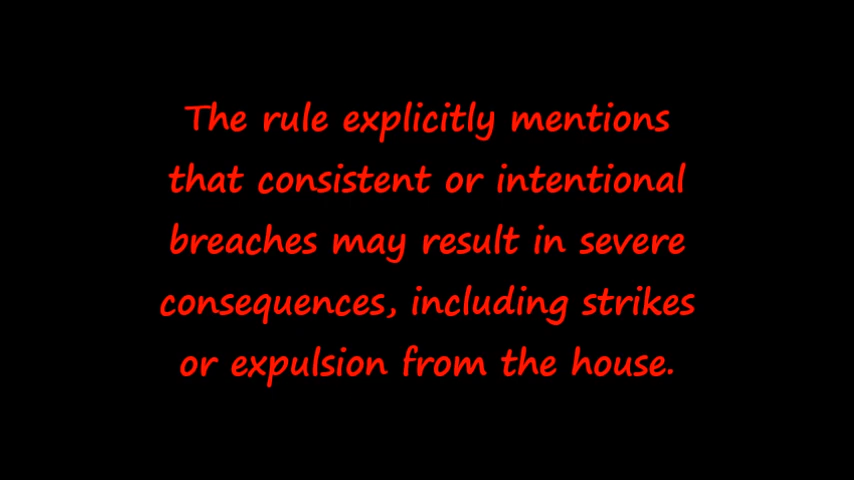 The rule explicitly mentions
that consistent or intentional
breaches may result in severe
consequences, including strikes
or expulsion from the house.